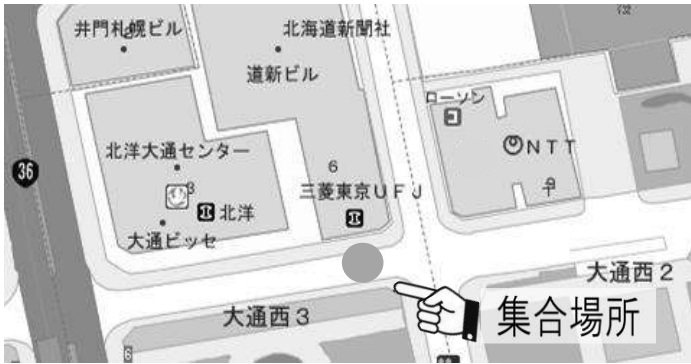 井門札幌ビル
北海道新聞社
道新ビル
ローソン
北洋大通センター
NTT
36
6
三菱東京UFJ
3
北洋
大通ビッセ
大通西2
大通西3
集合場所
6